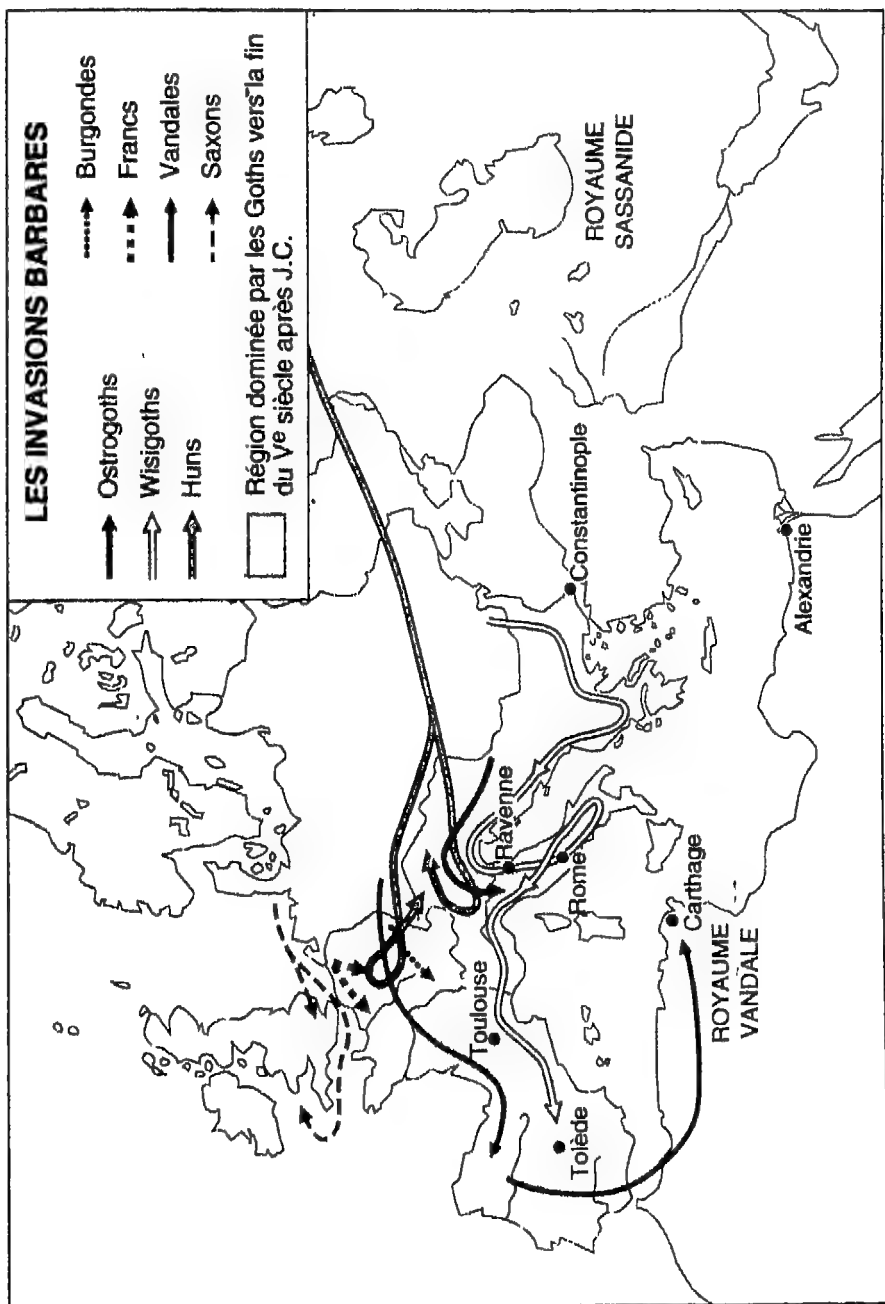 LES INVASIONS BARBARES
Ostrogoths
Wisigoths
Huns
Burgondes
Francs
Vandales
Saxons
Région dominée par les Goths vers la fin
du Ve siècle après J.C.
ROYAUME
SASSANIDE
Constantinople
Alexandrie
Ravenne
Rome
Carthage
ROYAUME
VANDALE
Toulouse
Tolède